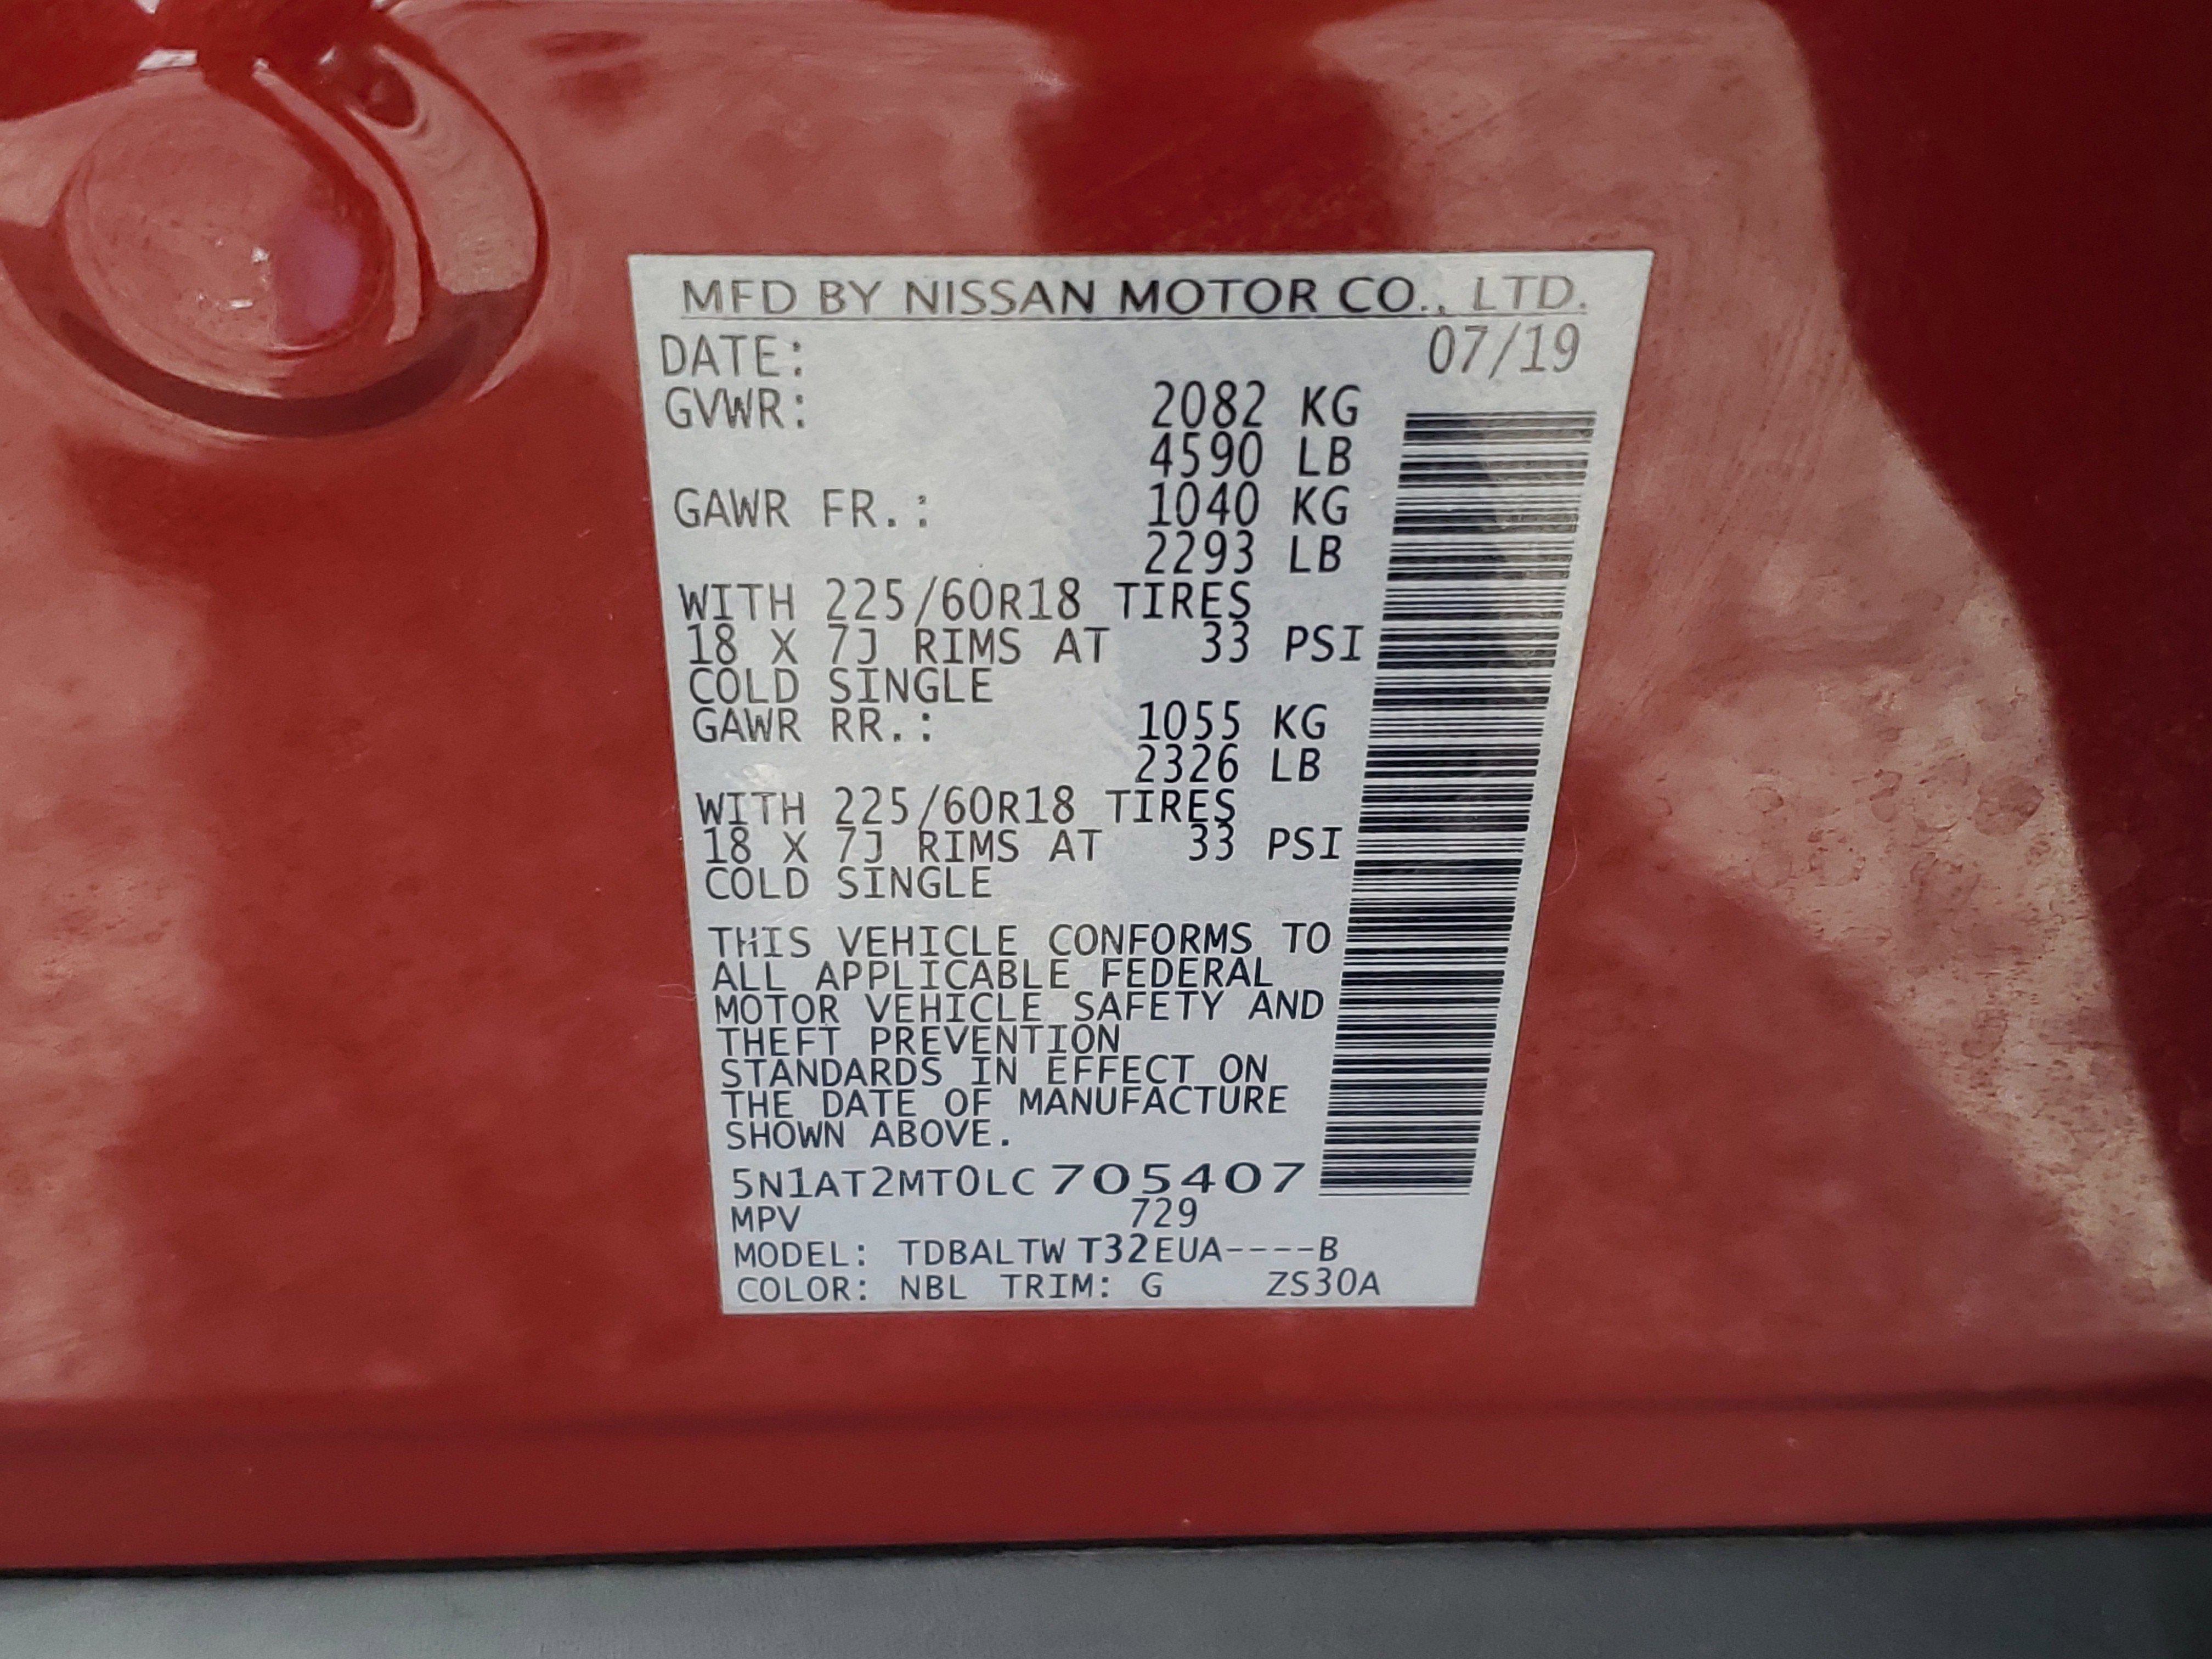 MFD BY NISSAN MOTOR CO., LTD.
DATE: 07/19
GVWR: 2082 KG
4590 LB
GAWR FR.: 1040 KG
2293 LB
WITH 225/60R18 TIRES
18 X 7J RIMS AT 33 PSI
COLD SINGLE
GAWR RR.: 1055 KG
2326 LB
WITH 225/60R18 TIRES
18 X 7J RIMS AT 33 PSI
COLD SINGLE
THIS VEHICLE CONFORMS TO
ALL APPLICABLE FEDERAL
MOTOR VEHICLE SAFETY AND
THEFT PREVENTION
STANDARDS IN EFFECT ON
THE DATE OF MANUFACTURE
SHOWN ABOVE.
5N1AT2MT0LC705407
MPV 729
MODEL: TDBALTW T32EUA----B
COLOR: NBL TRIM: G ZS30A